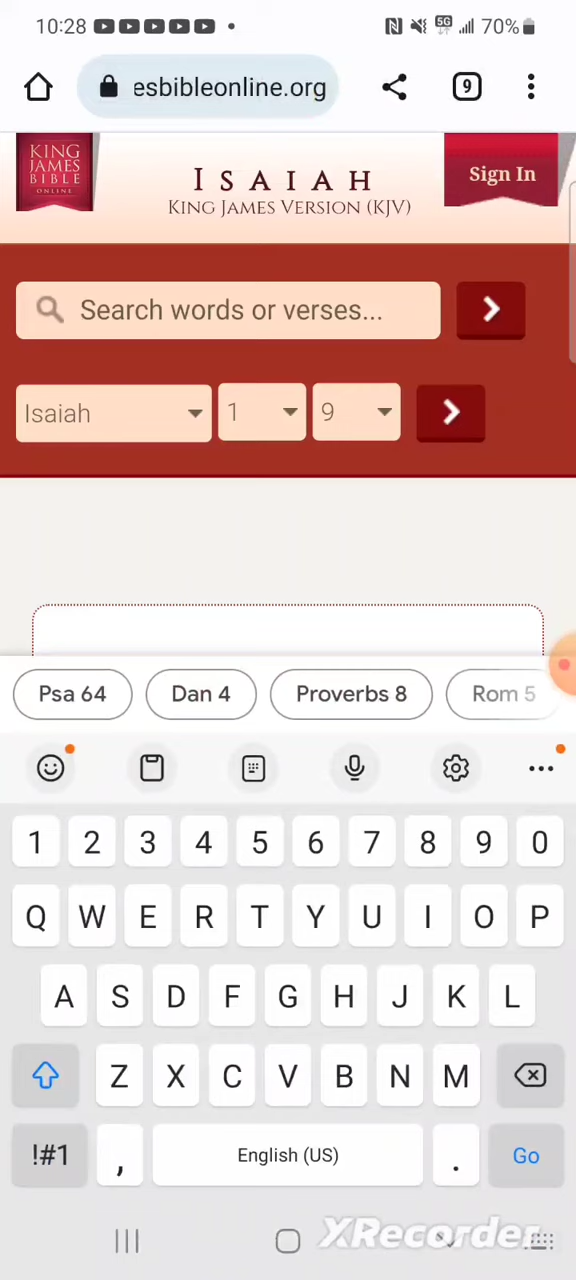 10:28
5G
70%
esbibleonline.org
9
KING
JAMES
BIBLE
ONLINE
ISAIAH
KING JAMES VERSION (KJV)
Sign In
Search words or verses...
Isaiah
1
9
Psa 64
Dan 4
Proverbs 8
Rom 5
1 2 3 4 5 6 7 8 9 0
Q W E R T Y U I O P
A S D F G H J K L
Z X C V B N M
!#1 , English (US) . Go
XRecorder